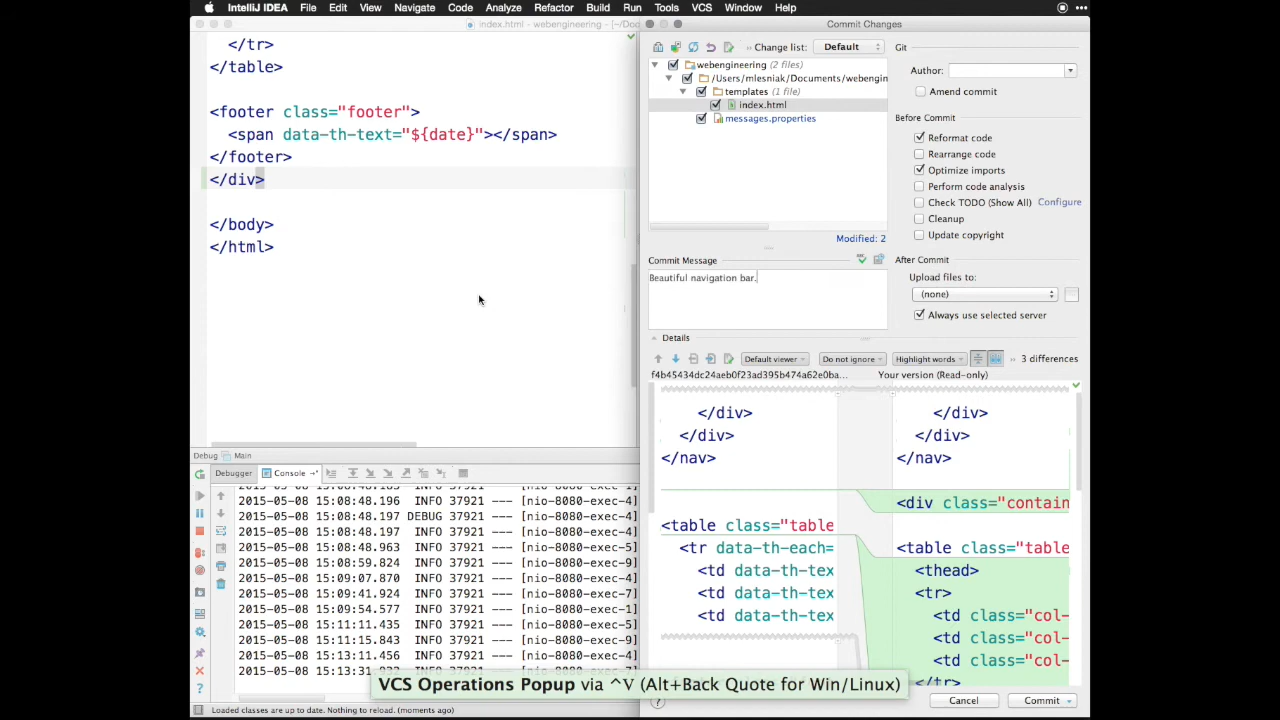 IntelliJ IDEA File Edit View Navigate Code Analyze Refactor Build Run Tools VCS Window Help
index.html - webengineering - [~/Doc
</tr>
</table>
<footer class="footer">
<span data-th-text="${date}"></span>
</footer>
</div>
</body>
</html>
Debug Main
Debugger Console
2015-05-08 15:08:48.196 INFO 37921 --- [nio-8080-exec-4]
2015-05-08 15:08:48.197 DEBUG 37921 --- [nio-8080-exec-4]
2015-05-08 15:08:48.197 INFO 37921 --- [nio-8080-exec-4]
2015-05-08 15:08:48.963 INFO 37921 --- [nio-8080-exec-5]
2015-05-08 15:08:59.824 INFO 37921 --- [nio-8080-exec-9]
2015-05-08 15:09:07.870 INFO 37921 --- [nio-8080-exec-4]
2015-05-08 15:09:41.924 INFO 37921 --- [nio-8080-exec-7]
2015-05-08 15:09:54.577 INFO 37921 --- [nio-8080-exec-1]
2015-05-08 15:11:11.435 INFO 37921 --- [nio-8080-exec-5]
2015-05-08 15:11:15.843 INFO 37921 --- [nio-8080-exec-9]
2015-05-08 15:13:11.456 INFO 37921 --- [nio-8080-exec-4]
2015-05-08 15:13:31
Loaded classes are up to date. Nothing to reload. (moments ago)
Commit Changes
Change list: Default
webengineering (2 files)
/Users/mlesniak/Documents/webengin
templates (1 file)
index.html
messages.properties
Modified: 2
Commit Message
Beautiful navigation bar.
Git
Author:
Amend commit
Before Commit
Reformat code
Rearrange code
Optimize imports
Perform code analysis
Check TODO (Show All) Configure
Cleanup
Update copyright
After Commit
Upload files to:
(none)
Always use selected server
Details
Default viewer Do not ignore Highlight words 3 differences
f4b45434dc24aeb0f23ad395b474a62e0ba... Your version (Read-only)
</div>
</div>
</nav>
<table class="table
<tr data-th-each=
<td data-th-tex
<td data-th-tex
<td data-th-tex
</div>
</div>
</nav>
<div class="contain
<table class="table
<thead>
<tr>
<td class="col-
<td class="col-
<td class="col-
</tr>
VCS Operations Popup via ^V (Alt+Back Quote for Win/Linux)
Cancel Commit